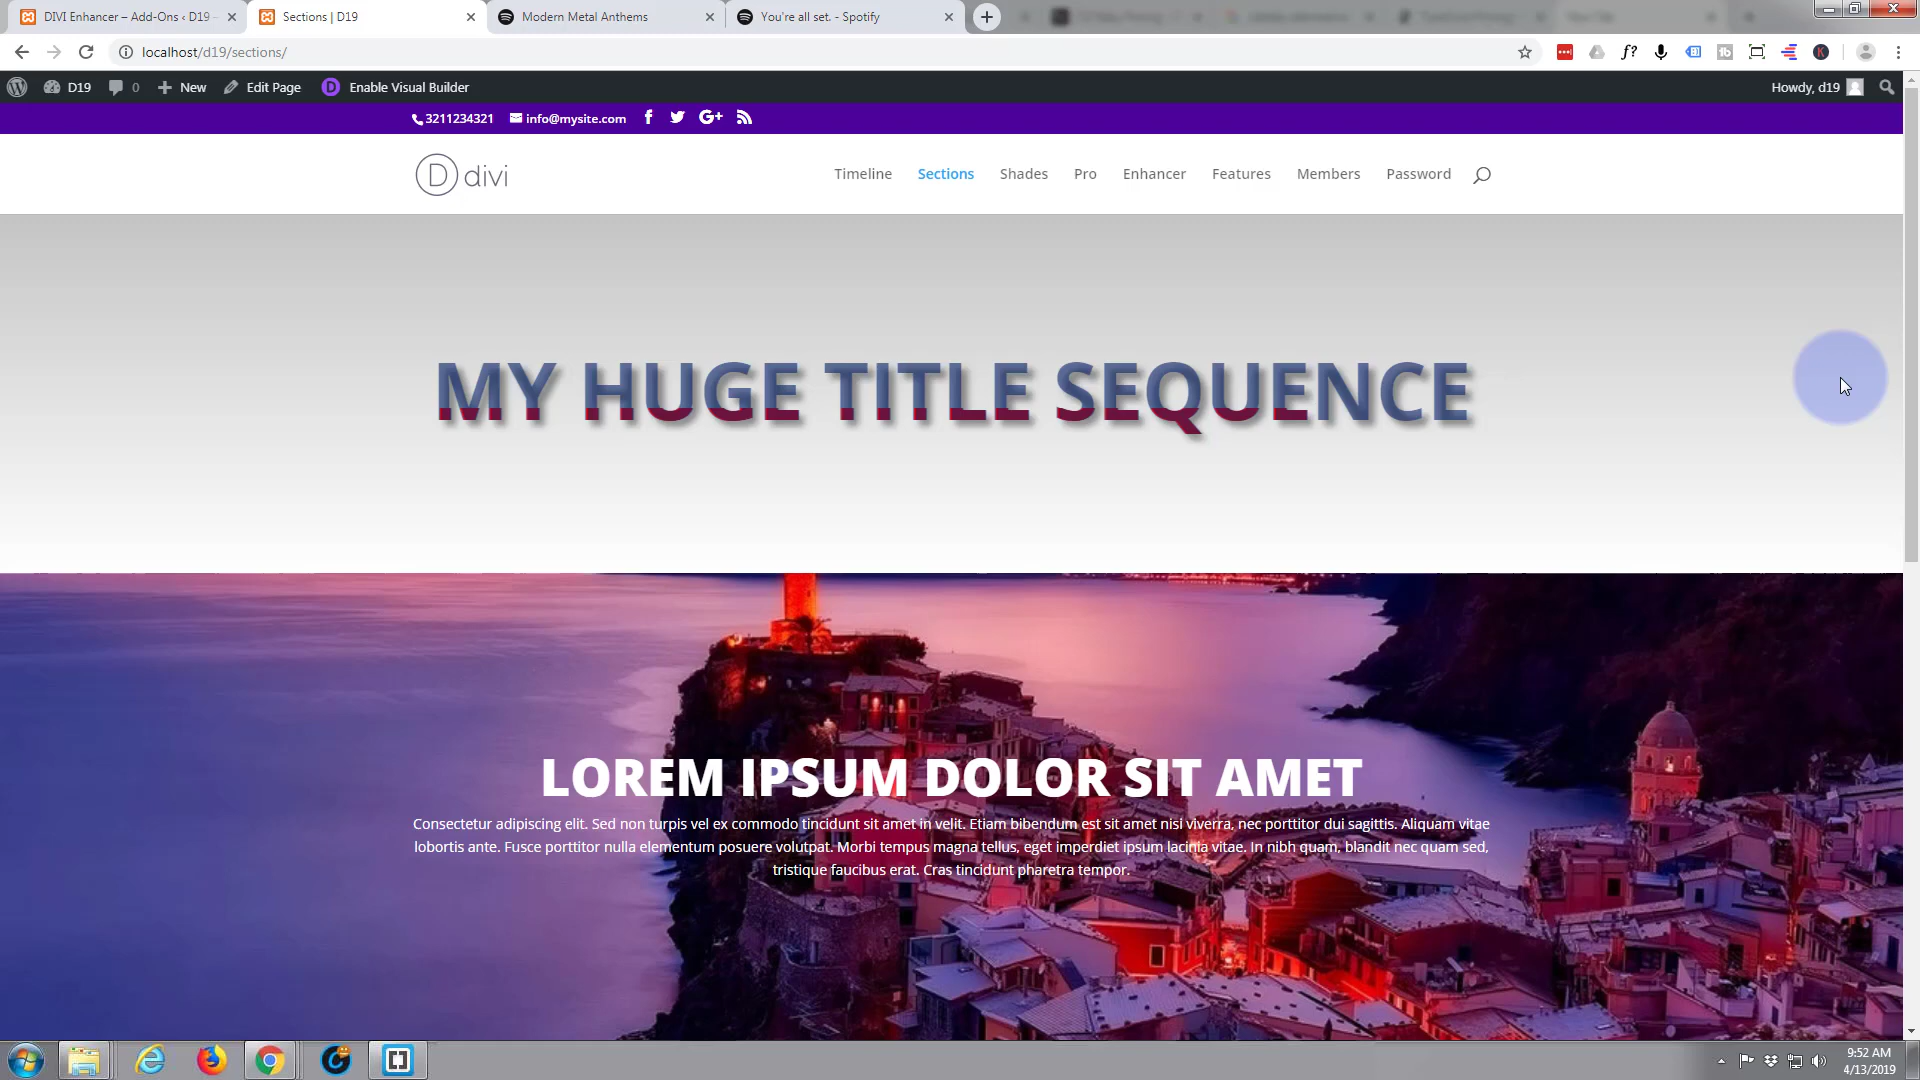 DIVI Enhancer – Add-Ons ‹ D19 –
Sections | D19
Modern Metal Anthems
You're all set. - Spotify
localhost/d19/sections/
D19
0
New
Edit Page
Enable Visual Builder
Howdy, d19
3211234321
info@mysite.com
G+
D divi
Timeline
Sections
Shades
Pro
Enhancer
Features
Members
Password
MY HUGE TITLE SEQUENCE
LOREM IPSUM DOLOR SIT AMET
Consectetur adipiscing elit. Sed non turpis vel ex commodo tincidunt sit amet in velit. Etiam bibendum est sit amet nisi viverra, nec porttitor dui sagittis. Aliquam vitae
lobortis ante. Fusce porttitor nulla elementum posuere volutpat. Morbi tempus magna tellus, eget imperdiet ipsum lacinia vitae. In nibh quam, blandit nec quam sed,
tristique faucibus erat. Cras tincidunt pharetra tempor.
9:52 AM
4/13/2019